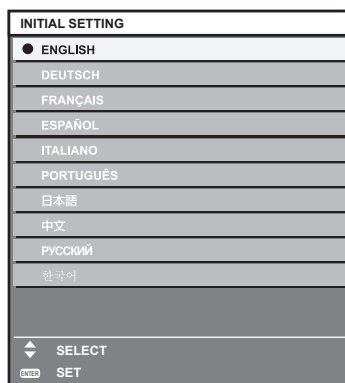 INITIAL SETTING
ENGLISH
DEUTSCH
FRANÇAIS
ESPAÑOL
ITALIANO
PORTUGUÊS
日本語
中文
РУССКИЙ
한국어
SELECT
ENTER SET